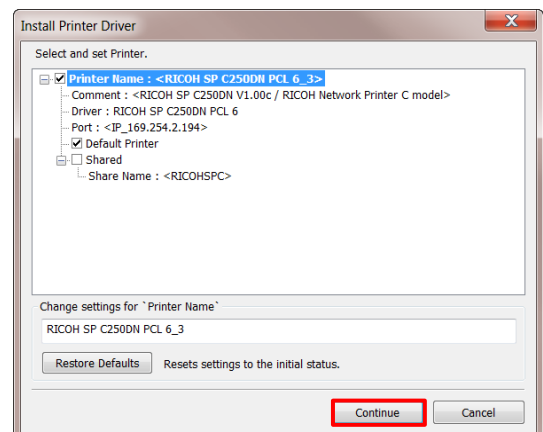 Install Printer Driver
Select and set Printer.
Printer Name : <RICOH SP C250DN PCL 6_3>
Comment : <RICOH SP C250DN V1.00c / RICOH Network Printer C model>
Driver : RICOH SP C250DN PCL 6
Port : <IP_169.254.2.194>
Default Printer
Shared
Share Name : <RICOHSPC>
Change settings for `Printer Name`
RICOH SP C250DN PCL 6_3
Restore Defaults Resets settings to the initial status.
Continue Cancel